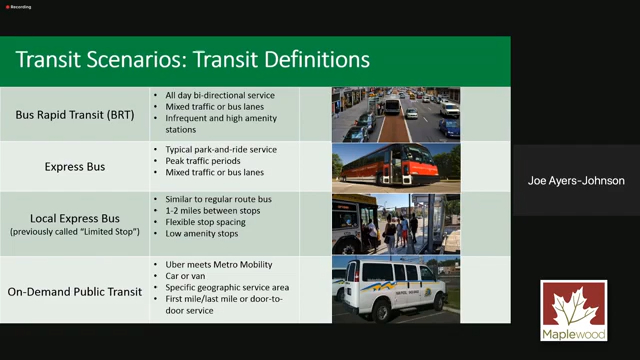 Recording
Transit Scenarios: Transit Definitions
Bus Rapid Transit (BRT)
• All day bi-directional service
• Mixed traffic or bus lanes
• Infrequent and high amenity
stations
Express Bus
• Typical park-and-ride service
• Peak traffic periods
• Mixed traffic or bus lanes
Local Express Bus
(previously called "Limited Stop")
• Similar to regular route bus
• 1-2 miles between stops
• Flexible stop spacing
• Low amenity stops
On-Demand Public Transit
• Uber meets Metro Mobility
• Car or van
• Specific geographic service area
• First mile/last mile or door-to-
door service
Joe Ayers-Johnson
Maplewood